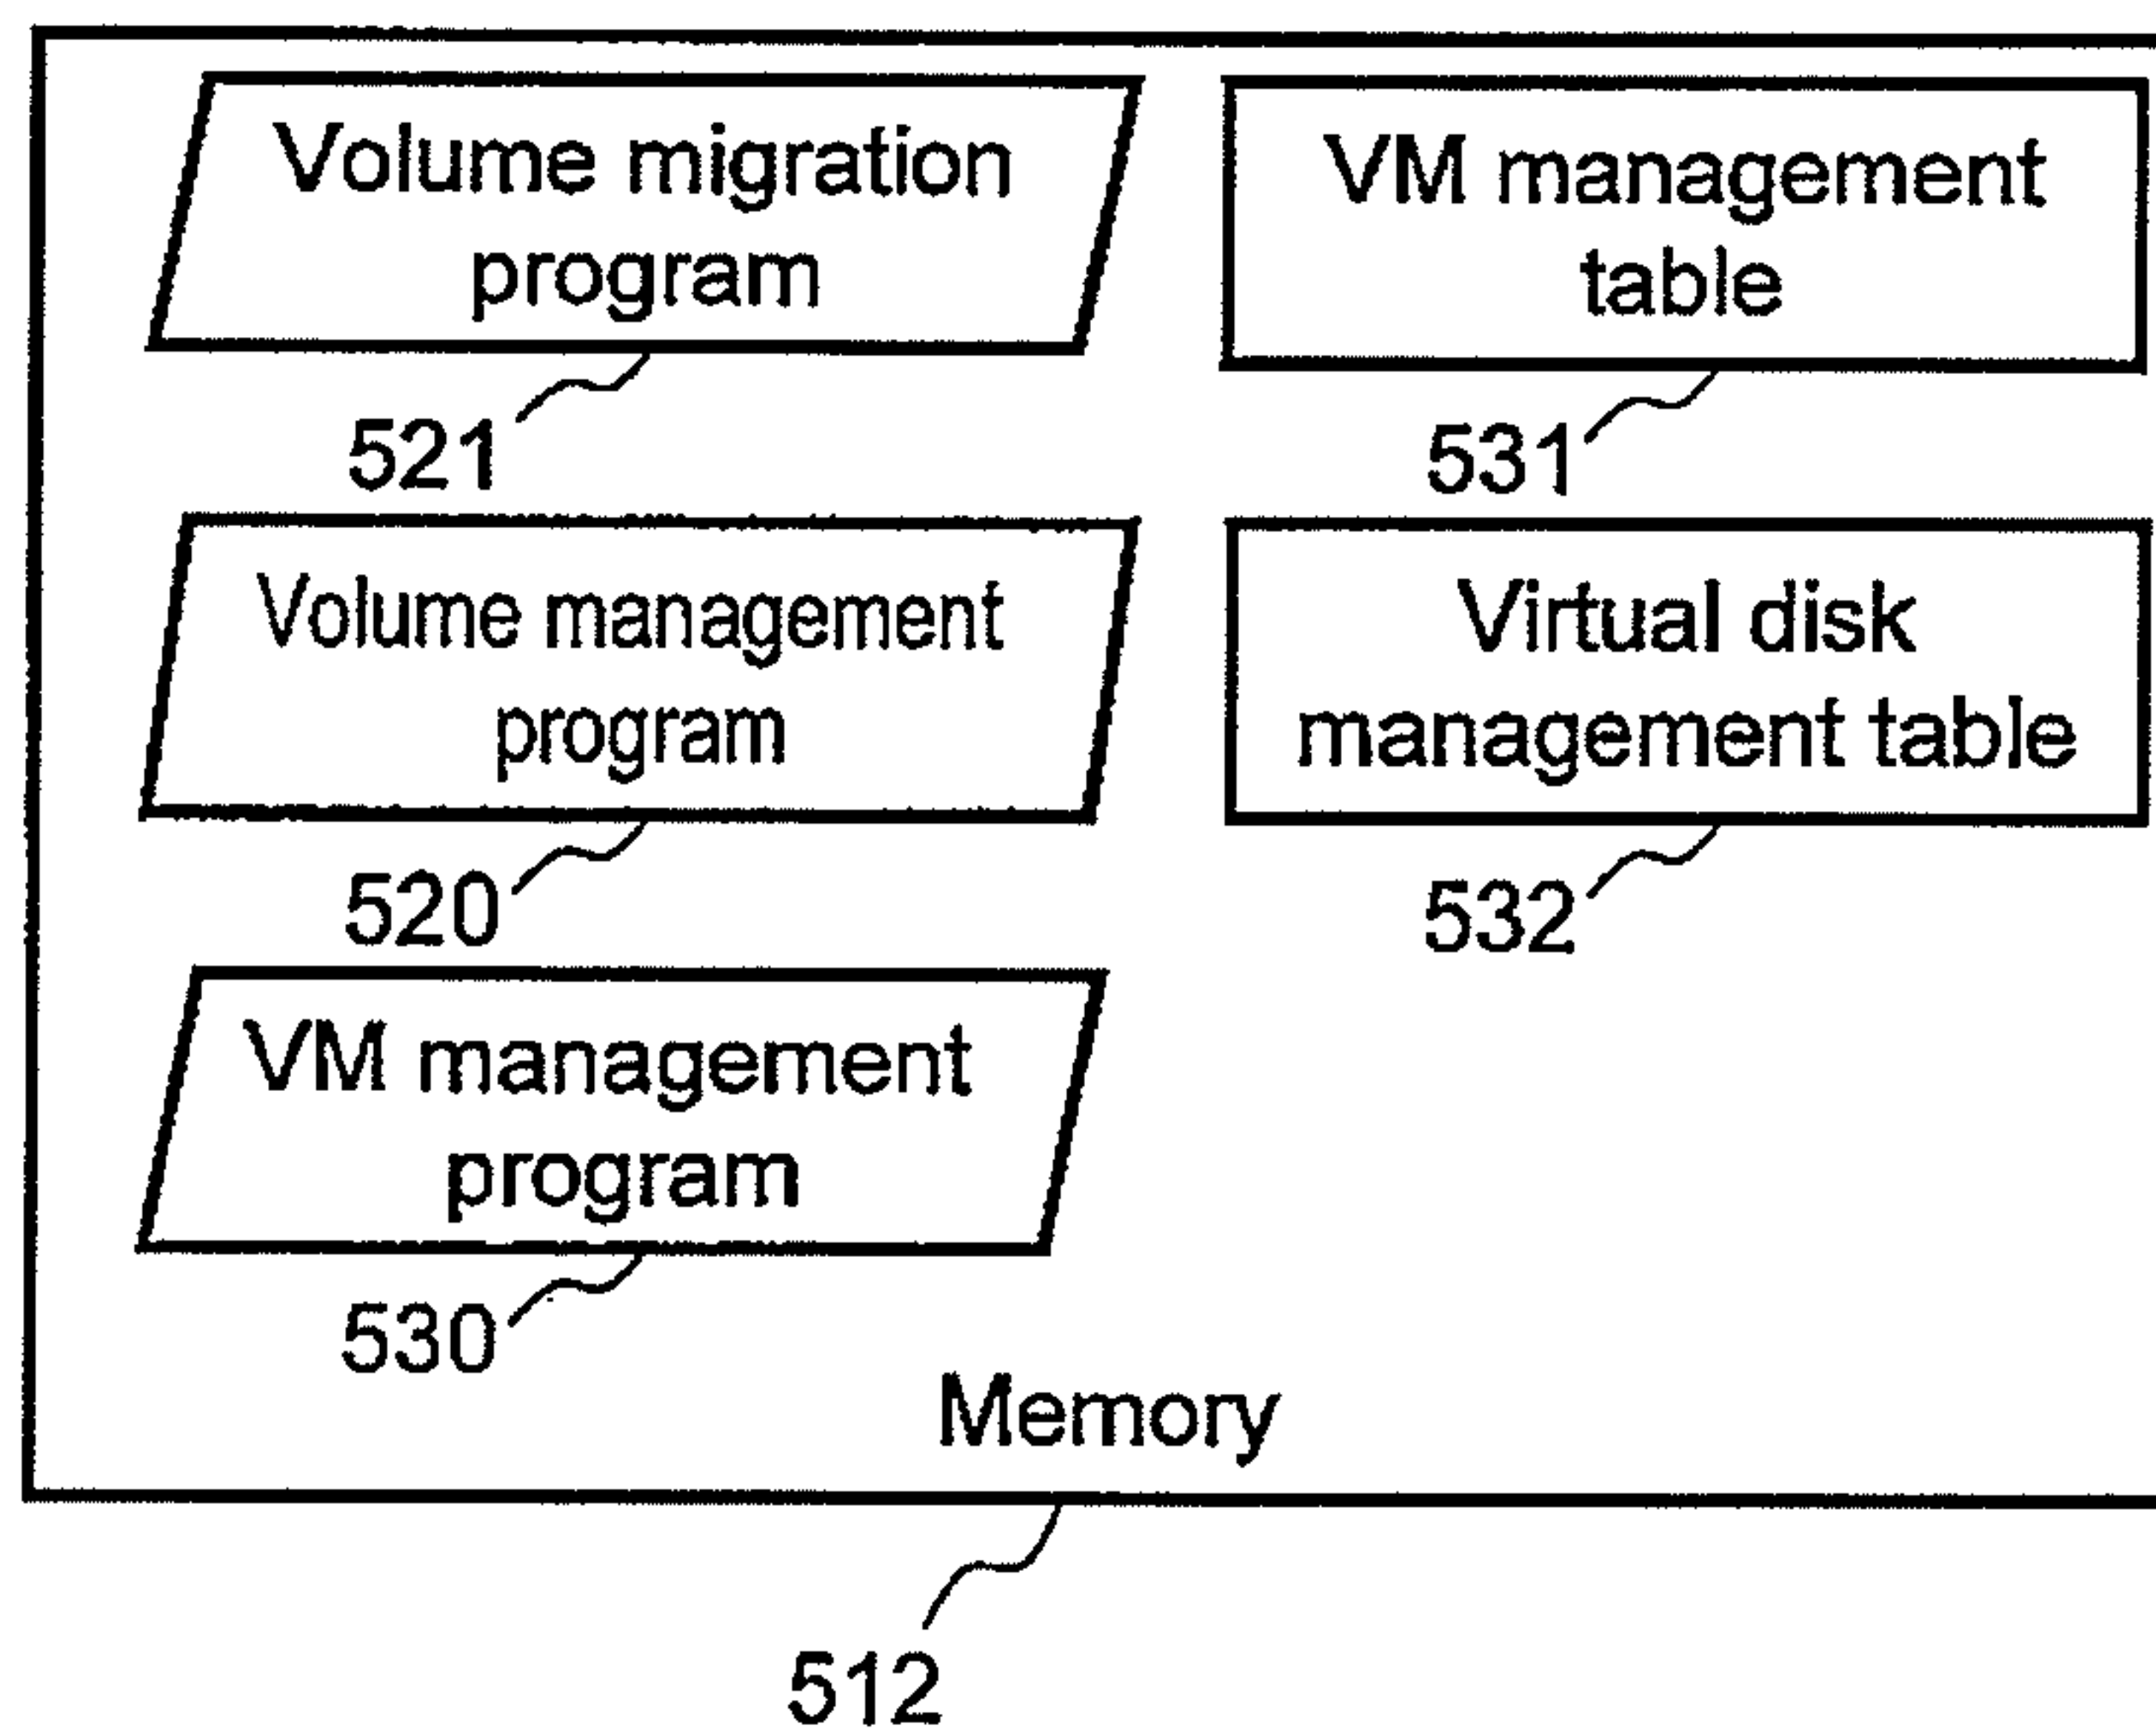 Volume migration
program
521
VM management
table
531
Volume management
program
520
Virtual disk
management table
532
VM management
program
530
Memory
512